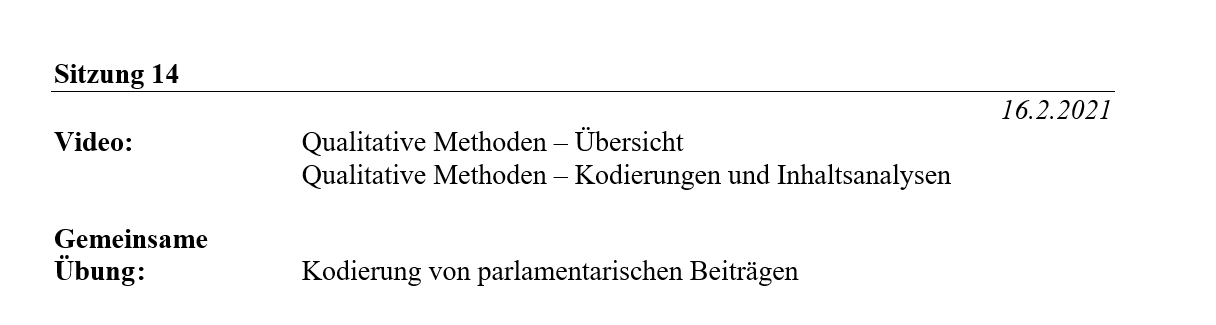 Sitzung 14
16.2.2021
Video: Qualitative Methoden – Übersicht
Qualitative Methoden – Kodierungen und Inhaltsanalysen
Gemeinsame
Übung: Kodierung von parlamentarischen Beiträgen